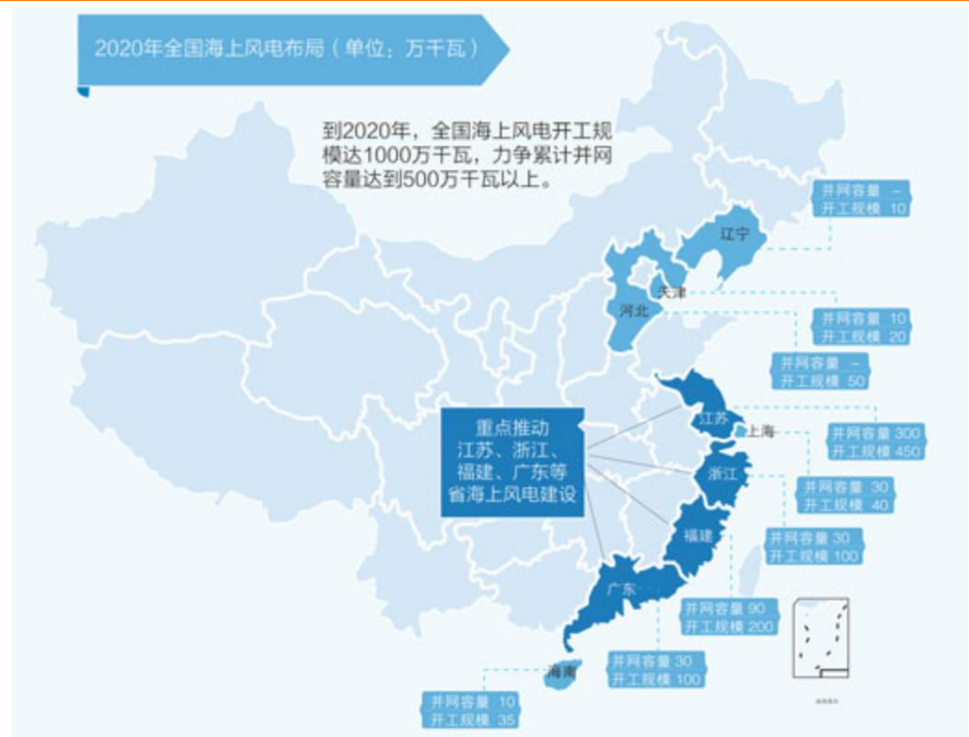 2020年全国海上风电布局（单位：万千瓦）
到2020年，全国海上风电开工规
模达1000万千瓦，力争累计并网
容量达到500万千瓦以上。
并网容量 –
开工规模 10
辽宁
天津
河北
并网容量 10
开工规模 20
并网容量 –
开工规模 50
重点推动
江苏、浙江、
福建、广东等
省海上风电建设
江苏
上海
并网容量 300
开工规模 450
浙江
并网容量 30
开工规模 40
福建
并网容量 30
开工规模 100
广东
并网容量 90
开工规模 200
并网容量 30
开工规模 100
海南
并网容量 10
开工规模 35